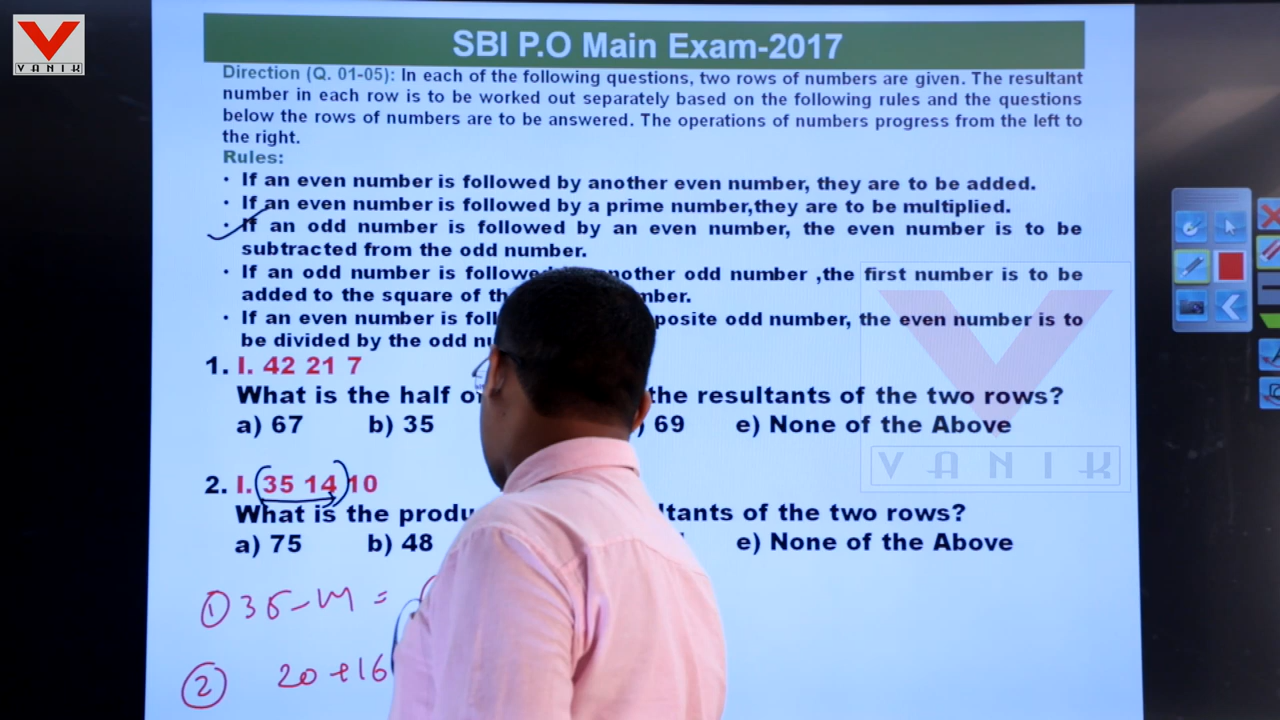 VANIK
SBI P.O Main Exam-2017
Direction (Q. 01-05): In each of the following questions, two rows of numbers are given. The resultant
number in each row is to be worked out separately based on the following rules and the questions
below the rows of numbers are to be answered. The operations of numbers progress from the left to
the right.
Rules:
• If an even number is followed by another even number, they are to be added.
• If an even number is followed by a prime number,they are to be multiplied.
• If an odd number is followed by an even number, the even number is to be
subtracted from the odd number.
• If an odd number is followe nother odd number ,the first number is to be
added to the square of th mber.
• If an even number is foll posite odd number, the even number is to
be divided by the odd nu
1. I. 42 21 7
What is the half o the resultants of the two rows?
a) 67 b) 35 ) 69 e) None of the Above
VANIK
2. I. (35 14) 10
What is the produ ltants of the two rows?
a) 75 b) 48 e) None of the Above
① 35-14 =
② 20+16